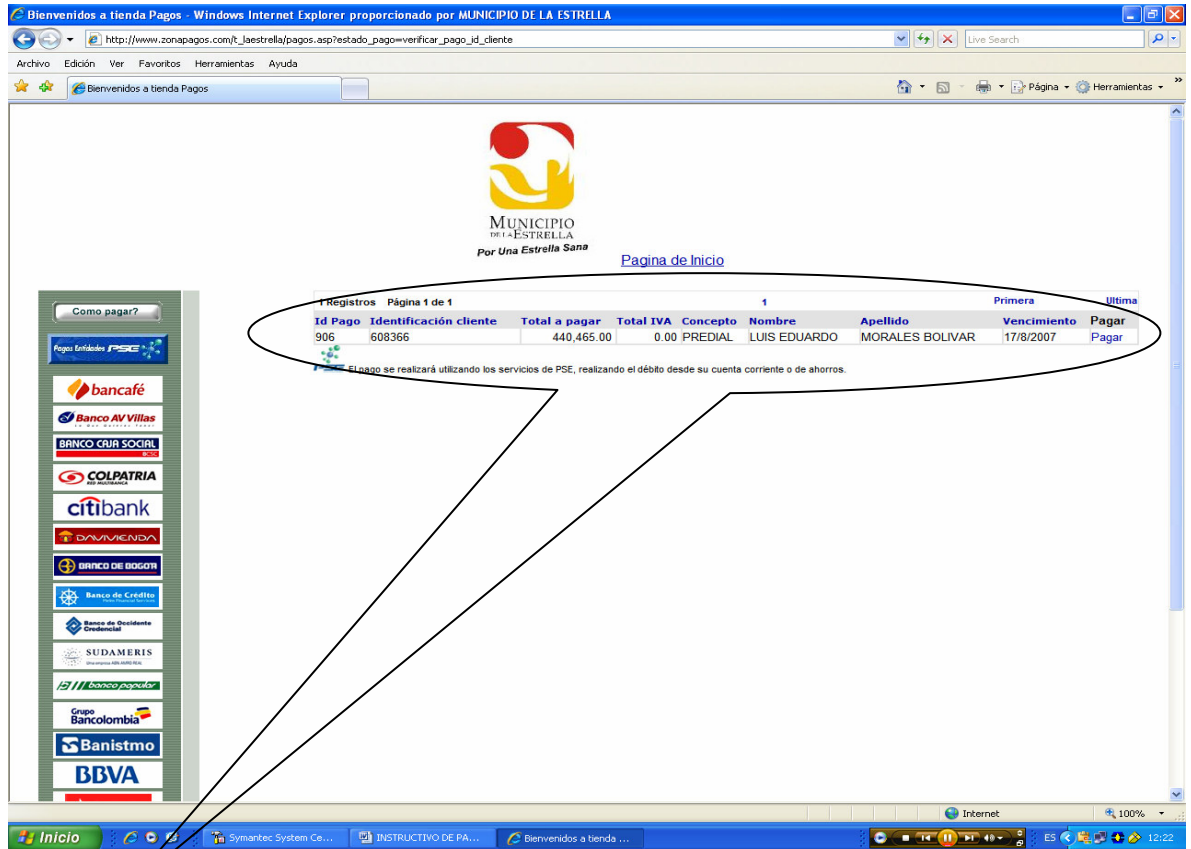 Bienvenidos a tienda Pagos - Windows Internet Explorer proporcionado por MUNICIPIO DE LA ESTRELLA
http://www.zonapagos.com/t_laestrella/pagos.asp?estado_pago=verificar_pago_id_cliente
Live Search
Archivo Edición Ver Favoritos Herramientas Ayuda
Bienvenidos a tienda Pagos
Página Herramientas
MUNICIPIO
DE LA ESTRELLA
Por Una Estrella Sana
Pagina de Inicio
1 Registros Página 1 de 1 1 Primera Ultima
Id Pago Identificación cliente Total a pagar Total IVA Concepto Nombre Apellido Vencimiento Pagar
906 608366 440,465.00 0.00 PREDIAL LUIS EDUARDO MORALES BOLIVAR 17/8/2007 Pagar
PSE El pago se realizará utilizando los servicios de PSE, realizando el débito desde su cuenta corriente o de ahorros.
Como pagar?
Pagos Entidades PSE
bancafé
Banco AV Villas
BANCO CAJA SOCIAL
BCSC
COLPATRIA
RED MULTIBANCA
citibank
DAVIVIENDA
BANCO DE BOGOTA
Banco de Crédito
Banco de Occidente
Credencial
SUDAMERIS
banco popular
Grupo
Bancolombia
Banistmo
BBVA
Internet 100%
Inicio Symantec System Ce... INSTRUCTIVO DE PA... Bienvenidos a tienda ... 40 ES 12:22